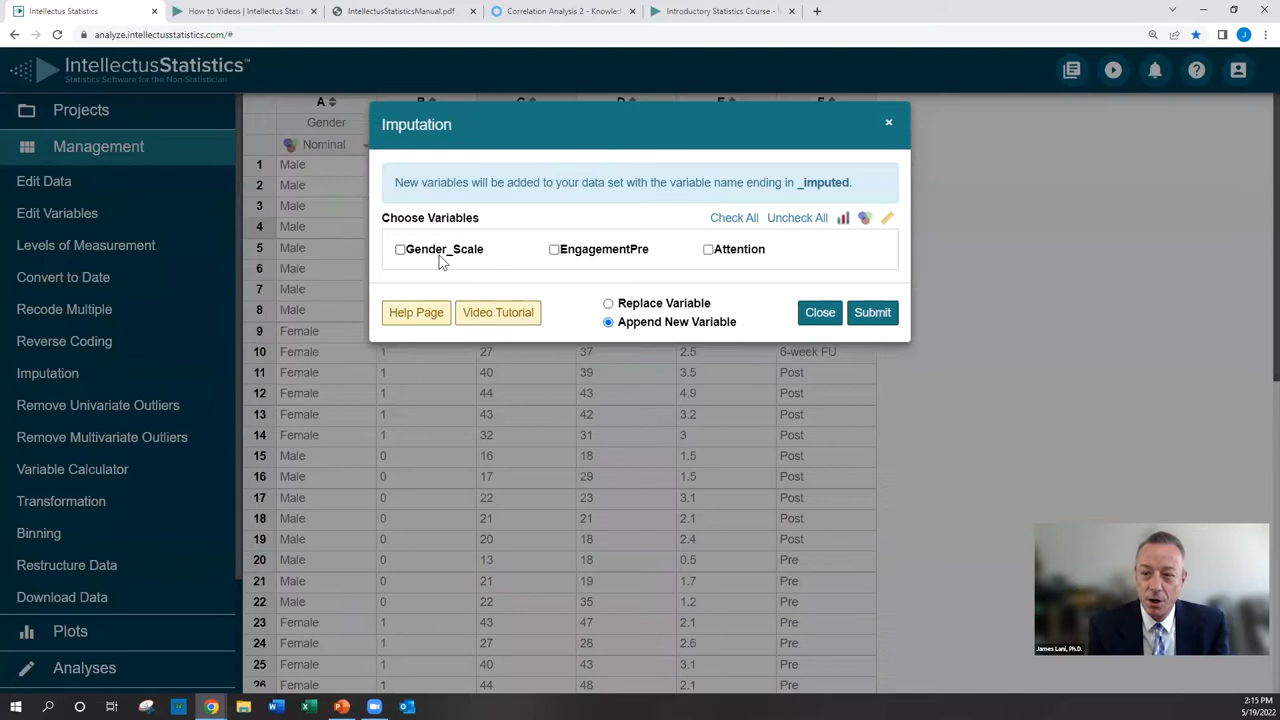 Intellectus Statistics
How to Videos | Intellectus Stati
IntellectusStatisticsManual.pdf
Correlation Analysis 2 - Knowled
Introductory Statistics Course -
analyze.intellectusstatistics.com/#
IntellectusStatistics™
Statistics Software for the Non-Statistician
Projects
Management
Edit Data
Edit Variables
Levels of Measurement
Convert to Date
Recode Multiple
Reverse Coding
Imputation
Remove Univariate Outliers
Remove Multivariate Outliers
Variable Calculator
Transformation
Binning
Restructure Data
Download Data
Plots
Analyses
A B C D E F
Gender
Nominal
1 Male
2 Male
3 Male
4 Male
5 Male
6 Male
7 Male
8 Male
9 Female
10 Female 1 27 37 2.5 6-week FU
11 Female 1 40 39 3.5 Post
12 Female 1 44 43 4.9 Post
13 Female 1 43 42 3.2 Post
14 Female 1 32 31 3 Post
15 Male 0 16 18 1.5 Post
16 Male 0 17 29 1.5 Post
17 Male 0 22 23 3.1 Post
18 Male 0 21 21 2.1 Post
19 Male 0 20 18 2.4 Post
20 Male 0 13 18 0.5 Pre
21 Male 0 21 19 1.7 Pre
22 Male 0 22 35 1.2 Pre
23 Female 1 43 47 2.1 Pre
24 Female 1 27 28 2.6 Pre
25 Female 1 40 43 3.1 Pre
26 Female 1 44 48 2.1 Pre
Imputation
×
New variables will be added to your data set with the variable name ending in _imputed.
Choose Variables Check All Uncheck All
Gender_Scale EngagementPre Attention
Help Page Video Tutorial
Replace Variable
Append New Variable
Close Submit
James Lani, Ph.D.
2:15 PM
5/19/2022